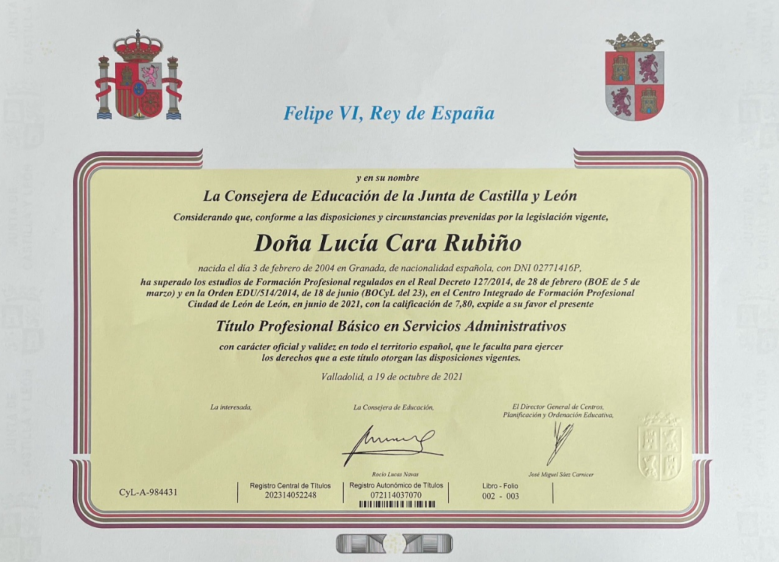 Felipe VI, Rey de España
y en su nombre
La Consejera de Educación de la Junta de Castilla y León
Considerando que, conforme a las disposiciones y circunstancias prevenidas por la legislación vigente,
Doña Lucía Cara Rubiño
nacida el día 3 de febrero de 2004 en Granada, de nacionalidad española, con DNI 02771416P,
ha superado los estudios de Formación Profesional regulados en el Real Decreto 127/2014, de 28 de febrero (BOE de 5 de
marzo) y en la Orden EDU/514/2014, de 18 de junio (BOCyL del 23), en el Centro Integrado de Formación Profesional
Ciudad de León de León, en junio de 2021, con la calificación de 7,80, expide a su favor el presente
Título Profesional Básico en Servicios Administrativos
con carácter oficial y validez en todo el territorio español, que le faculta para ejercer
los derechos que a este título otorgan las disposiciones vigentes.
Valladolid, a 19 de octubre de 2021
La interesada,
La Consejera de Educación,
El Director General de Centros,
Planificación y Ordenación Educativa,
Rocío Lucas Navas
José Miguel Sáez Carnicer
CyL-A-984431
Registro Central de Títulos
202314052248
Registro Autonómico de Títulos
072114037070
Libro - Folio
002 - 003